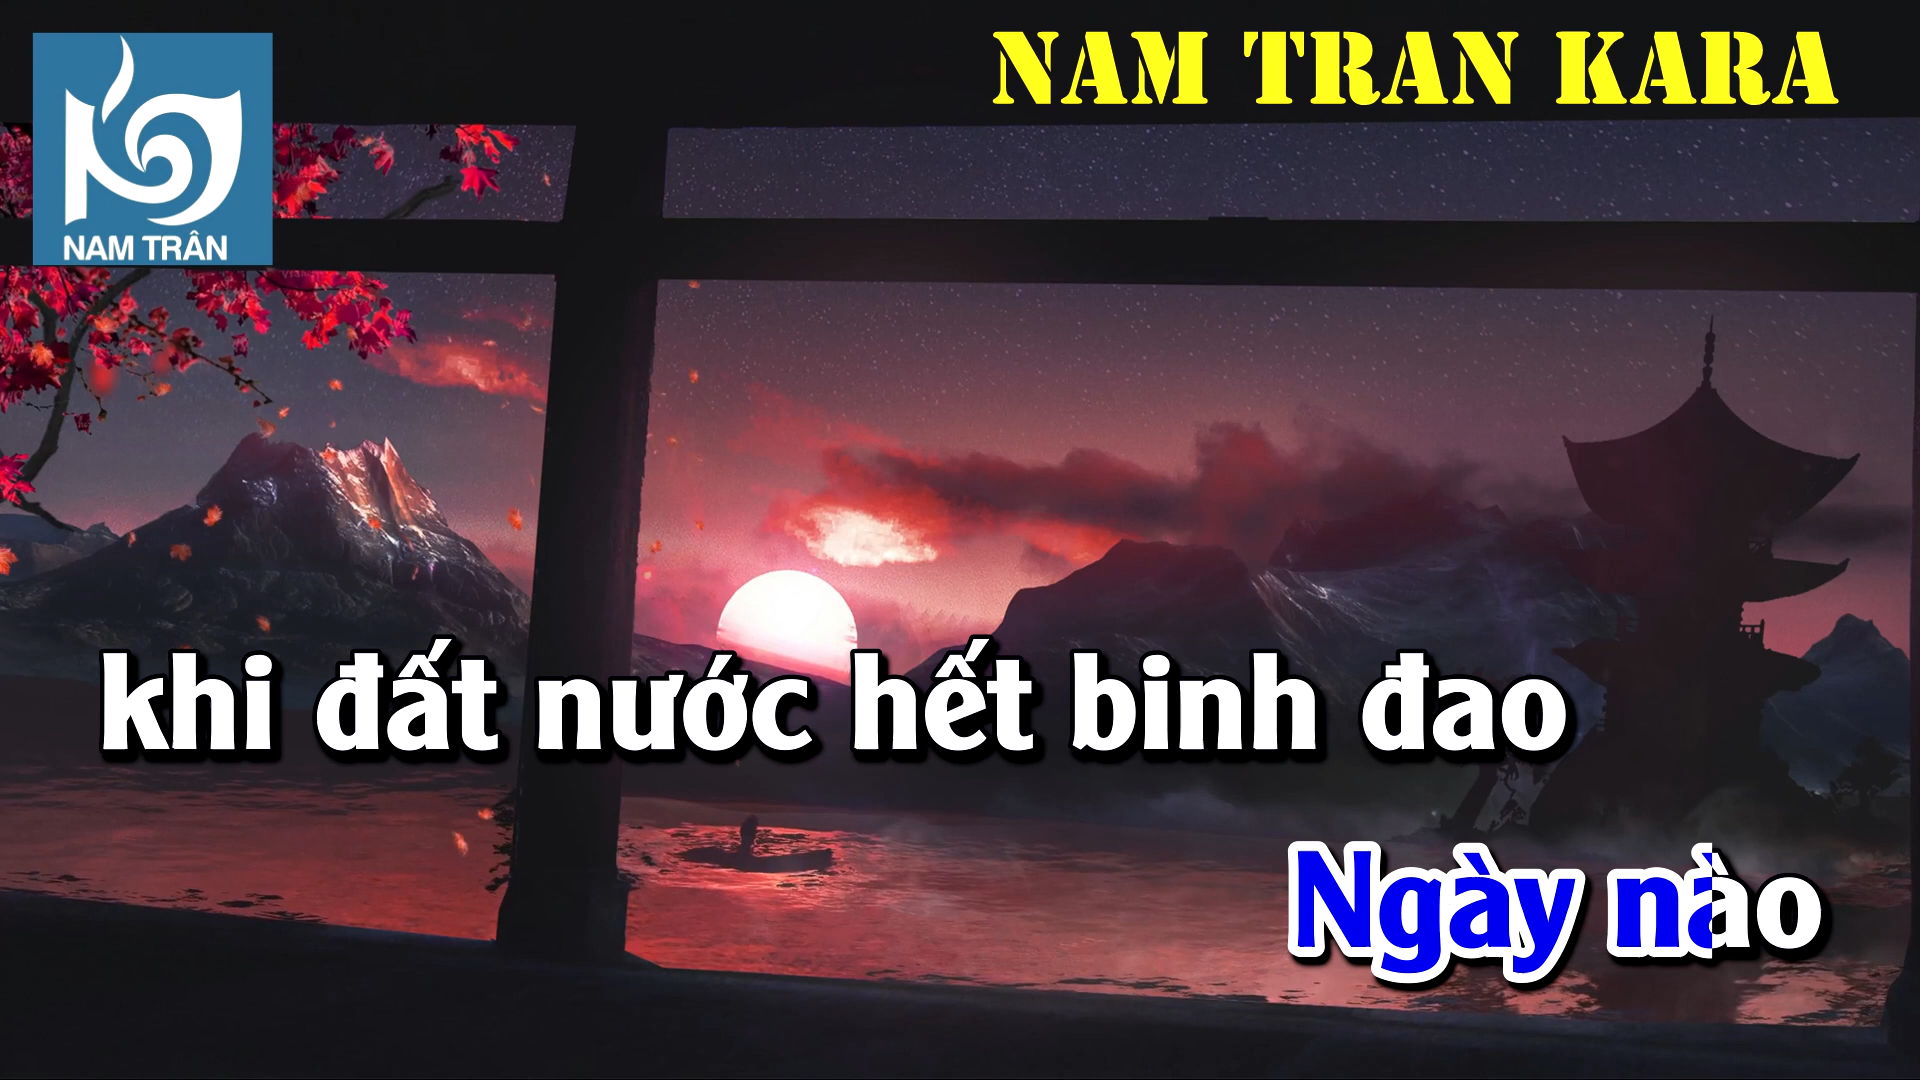 NAM TRAN KARA
NAM TRÂN
khi đất nước hết binh đao
Ngày nào